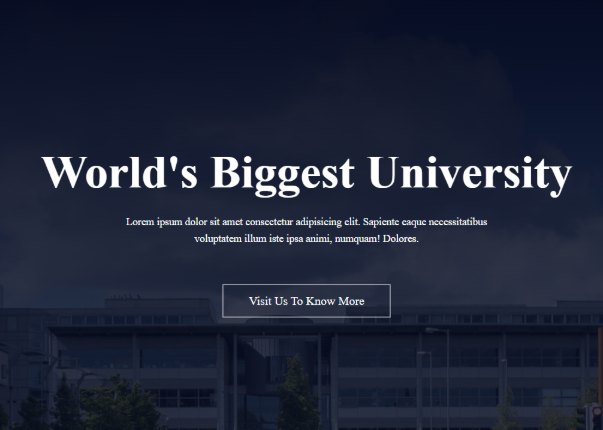 World's Biggest University
Lorem ipsum dolor sit amet consectetur adipisicing elit. Sapiente eaque necessitatibus
voluptatem illum iste ipsa animi, numquam! Dolores.
Visit Us To Know More